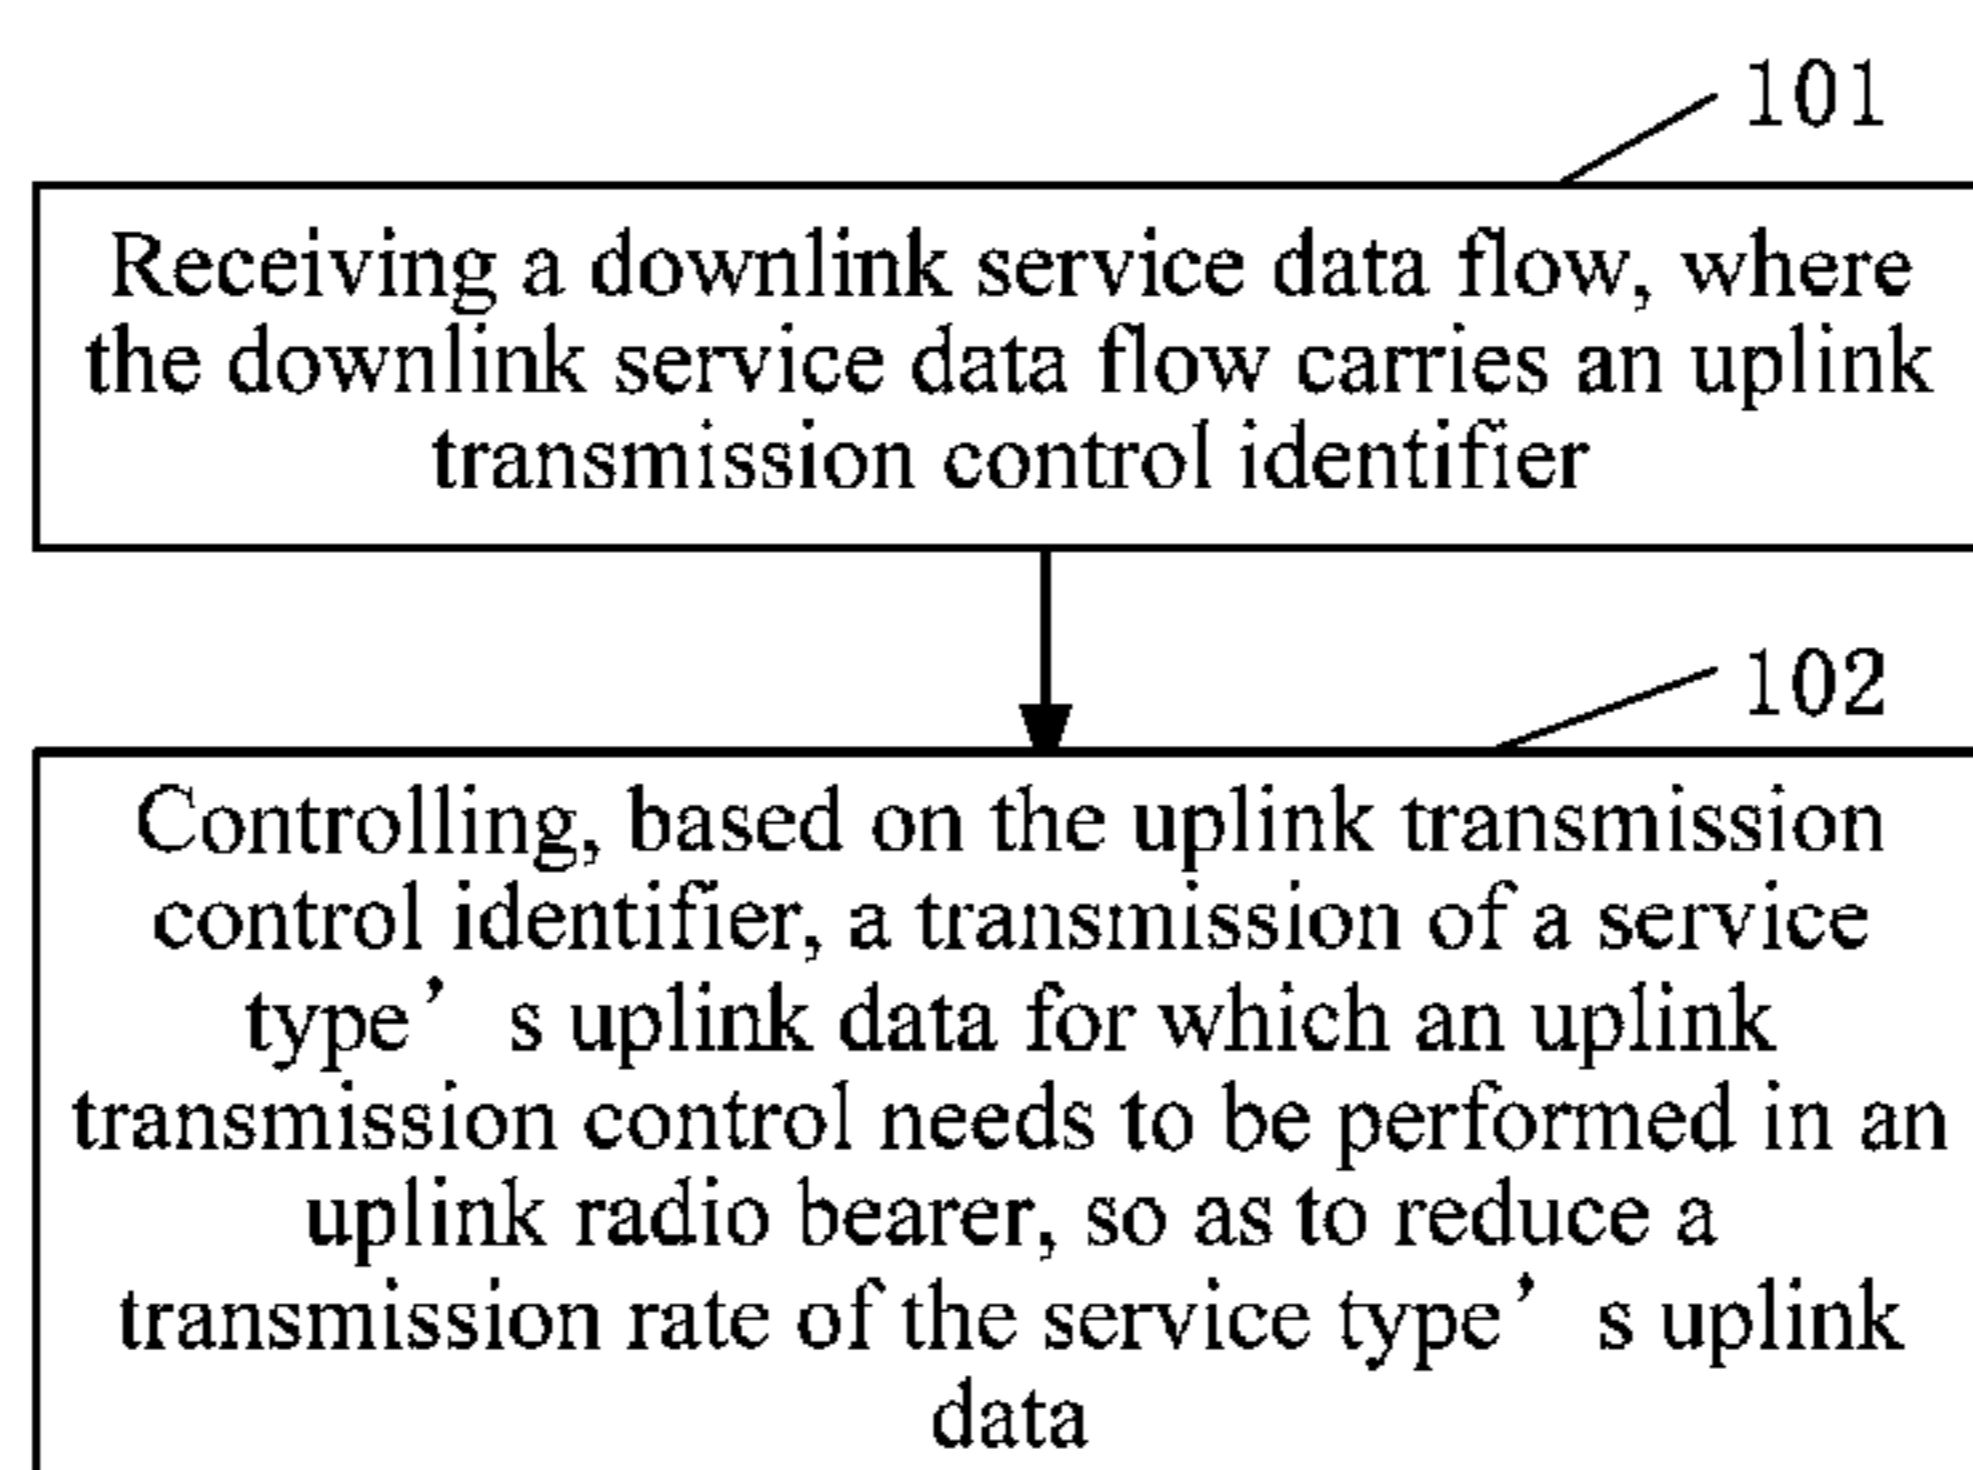 101
Receiving a downlink service data flow, where
the downlink service data flow carries an uplink
transmission control identifier
102
Controlling, based on the uplink transmission
control identifier, a transmission of a service
type’ s uplink data for which an uplink
transmission control needs to be performed in an
uplink radio bearer, so as to reduce a
transmission rate of the service type’ s uplink
data